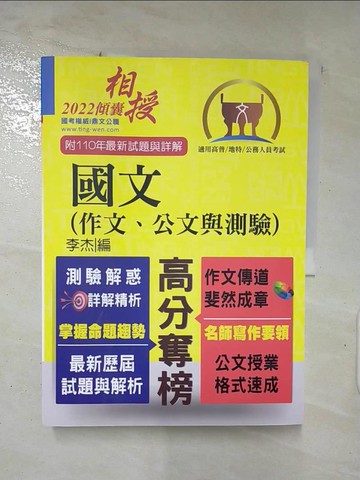 2022傾囊相授
國考權威|鼎文公職
www.ting-wen.com
適用高普/地特/公務人員考試
附110年最新試題與詳解
國文
(作文、公文與測驗)
李杰|編
測驗解惑
詳解精析
掌握命題趨勢
最新歷屆
試題與解析
高分奪榜
作文傳道
斐然成章
名師寫作要領
公文授業
格式速成